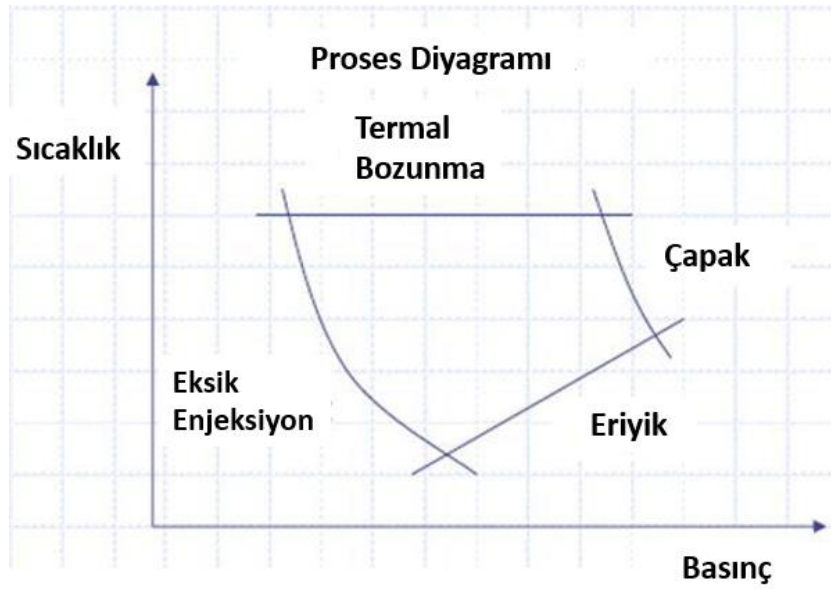 Proses Diyagramı
Sıcaklık
Termal
Bozunma
Çapak
Eksik
Enjeksiyon
Eriyik
Basınç